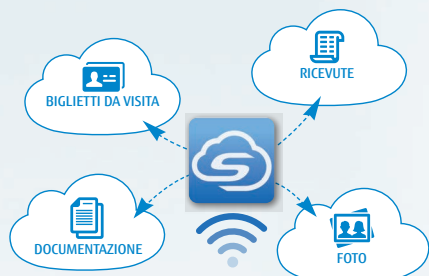 RICEVUTE
BIGLIETTI DA VISITA
S
DOCUMENTAZIONE
FOTO